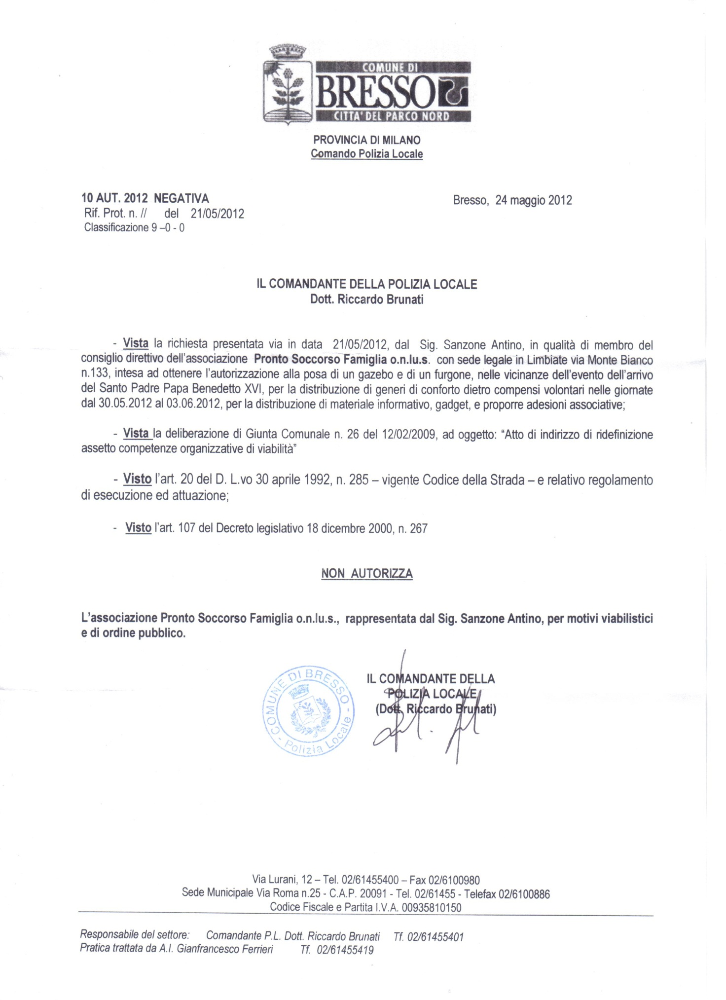 COMUNE DI
BRESSO
CITTA' DEL PARCO NORD
PROVINCIA DI MILANO
Comando Polizia Locale
10 AUT. 2012 NEGATIVA
Bresso, 24 maggio 2012
Rif. Prot. n. // del 21/05/2012
Classificazione 9 –0 - 0
IL COMANDANTE DELLA POLIZIA LOCALE
Dott. Riccardo Brunati
- Vista la richiesta presentata via in data 21/05/2012, dal Sig. Sanzone Antino, in qualità di membro del
consiglio direttivo dell'associazione Pronto Soccorso Famiglia o.n.lu.s. con sede legale in Limbiate via Monte Bianco
n.133, intesa ad ottenere l'autorizzazione alla posa di un gazebo e di un furgone, nelle vicinanze dell'evento dell'arrivo
del Santo Padre Papa Benedetto XVI, per la distribuzione di generi di conforto dietro compensi volontari nelle giornate
dal 30.05.2012 al 03.06.2012, per la distribuzione di materiale informativo, gadget, e proporre adesioni associative;
- Vista la deliberazione di Giunta Comunale n. 26 del 12/02/2009, ad oggetto: “Atto di indirizzo di ridefinizione
assetto competenze organizzative di viabilità”
- Visto l'art. 20 del D. L.vo 30 aprile 1992, n. 285 – vigente Codice della Strada – e relativo regolamento
di esecuzione ed attuazione;
- Visto l'art. 107 del Decreto legislativo 18 dicembre 2000, n. 267
NON AUTORIZZA
L'associazione Pronto Soccorso Famiglia o.n.lu.s., rappresentata dal Sig. Sanzone Antino, per motivi viabilistici
e di ordine pubblico.
COMUNE DI BRESSO - Polizia Locale -
IL COMANDANTE DELLA
POLIZIA LOCALE
(Dott. Riccardo Brunati)
Via Lurani, 12 – Tel. 02/61455400 – Fax 02/6100980
Sede Municipale Via Roma n.25 - C.A.P. 20091 - Tel. 02/61455 - Telefax 02/6100886
Codice Fiscale e Partita I.V.A. 00935810150
Responsabile del settore: Comandante P.L. Dott. Riccardo Brunati Tf. 02/61455401
Pratica trattata da A.I. Gianfrancesco Ferrieri Tf. 02/61455419